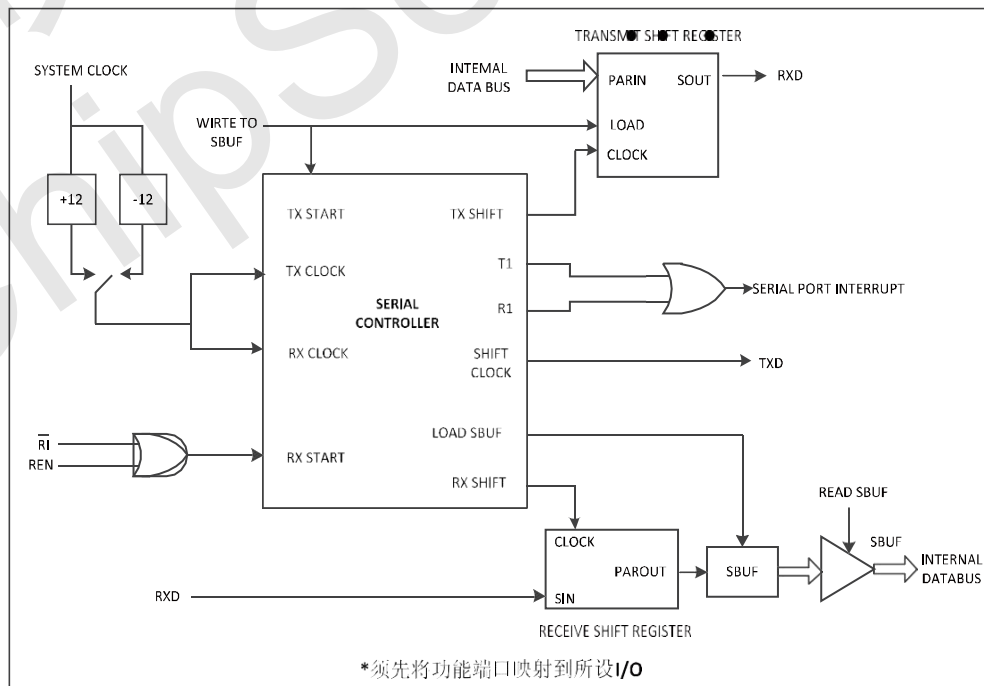 TRANSMIT SHIFT REGISTER
SYSTEM CLOCK
INTEMAL
DATA BUS
PARIN
SOUT
RXD
WIRTE TO
SBUF
LOAD
CLOCK
+12
-12
TX START
TX SHIFT
TX CLOCK
T1
SERIAL PORT INTERRUPT
R1
SERIAL
CONTROLLER
RX CLOCK
SHIFT
CLOCK
TXD
LOAD SBUF
RI
REN
RX START
RX SHIFT
READ SBUF
CLOCK
SBUF
PAROUT
SBUF
INTERNAL
DATABUS
RXD
SIN
RECEIVE SHIFT REGISTER
*须先将功能端口映射到所设I/O